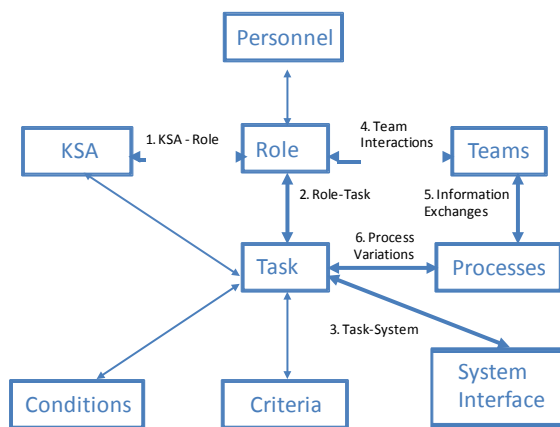 Personnel
1. KSA - Role
4. Team
Interactions
KSA
Role
Teams
2. Role-Task
5. Information
Exchanges
6. Process
Variations
Task
Processes
3. Task-System
Conditions
Criteria
System
Interface